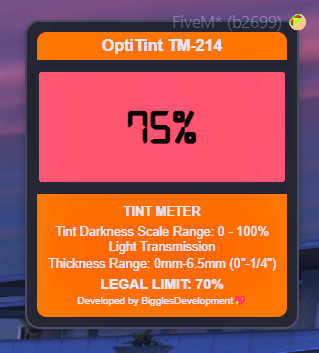 FiveM* (b2699)
OptiTint TM-214
75%
TINT METER
Tint Darkness Scale Range: 0 - 100%
Light Transmission
Thickness Range: 0mm-6.5mm (0"-1/4")
LEGAL LIMIT: 70%
Developed by BigglesDevelopment💖